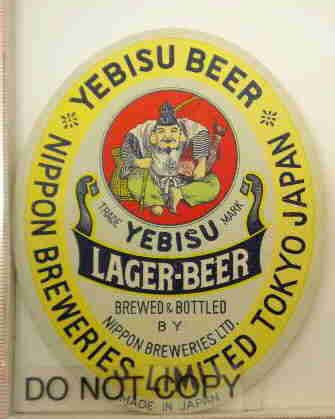 YEBISU BEER
NIPPON BREWERIES LIMITED TOKYO JAPAN
TRADE MARK
YEBISU
LAGER-BEER
BREWED & BOTTLED
BY
NIPPON BREWERIES LTD.
DO NOT COPY
MADE IN JAPAN